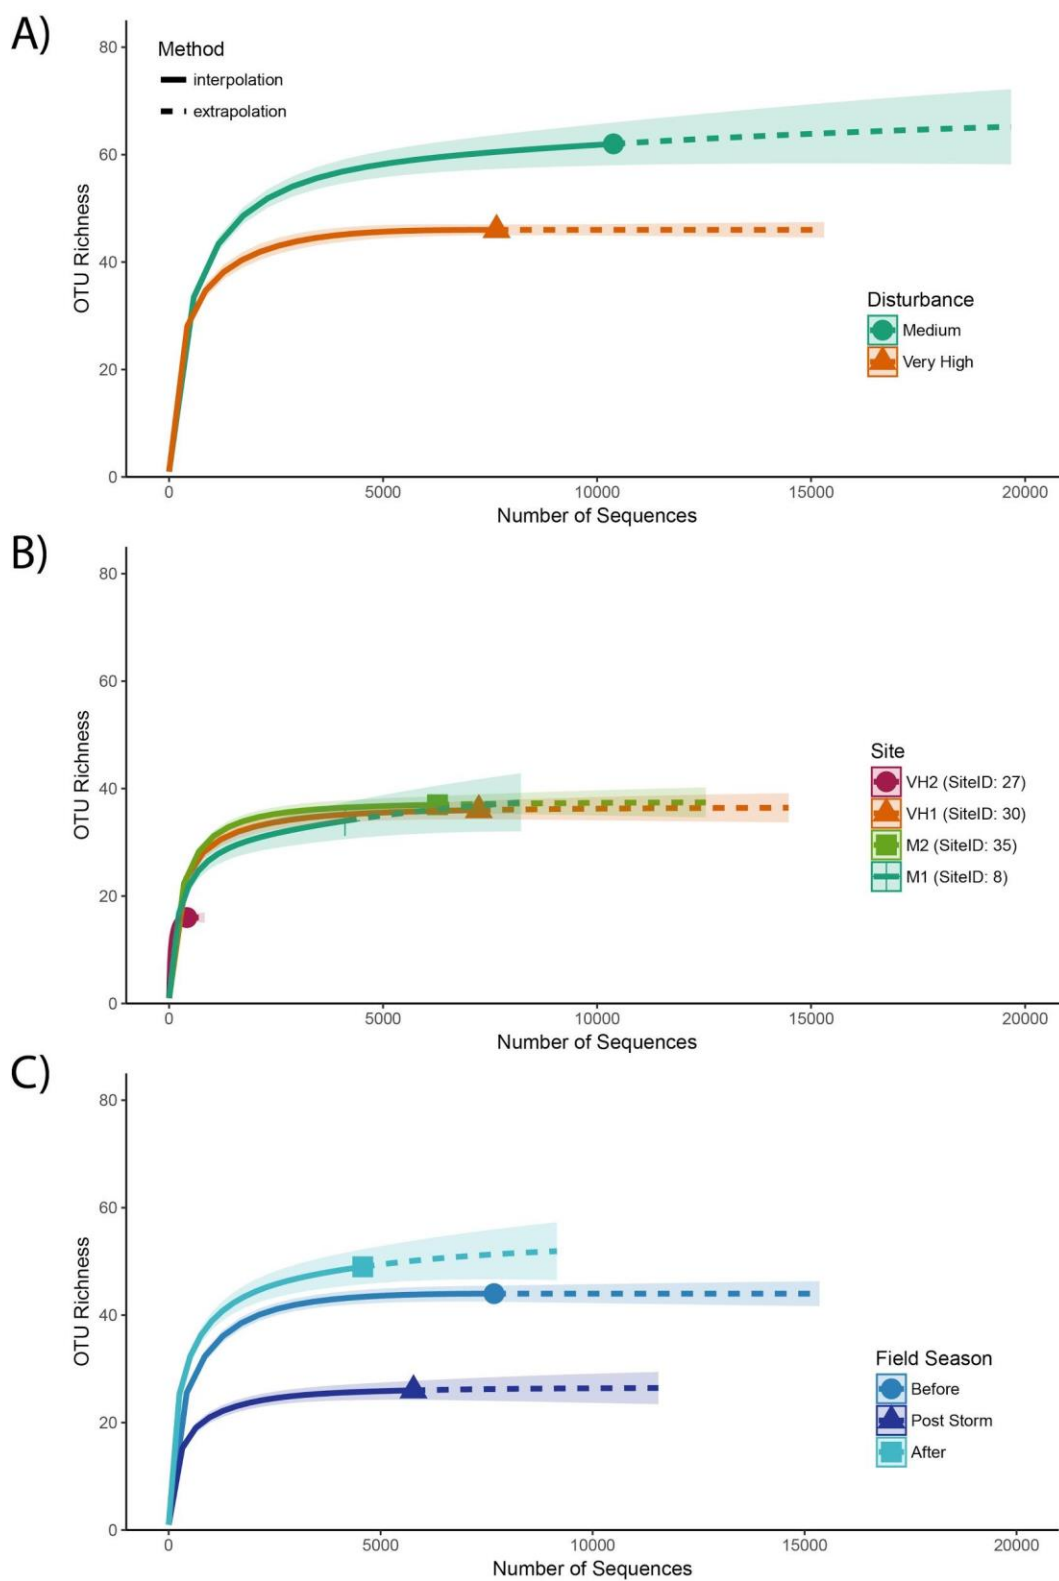 A)
Method
interpolation
extrapolation
80
60
40
20
0
OTU Richness
Disturbance
Medium
Very High
0 5000 10000 15000 20000
Number of Sequences
B)
80
60
40
20
0
OTU Richness
Site
VH2 (SiteID: 27)
VH1 (SiteID: 30)
M2 (SiteID: 35)
M1 (SiteID: 8)
0 5000 10000 15000 20000
Number of Sequences
C)
80
60
40
20
0
OTU Richness
Field Season
Before
Post Storm
After
0 5000 10000 15000 20000
Number of Sequences